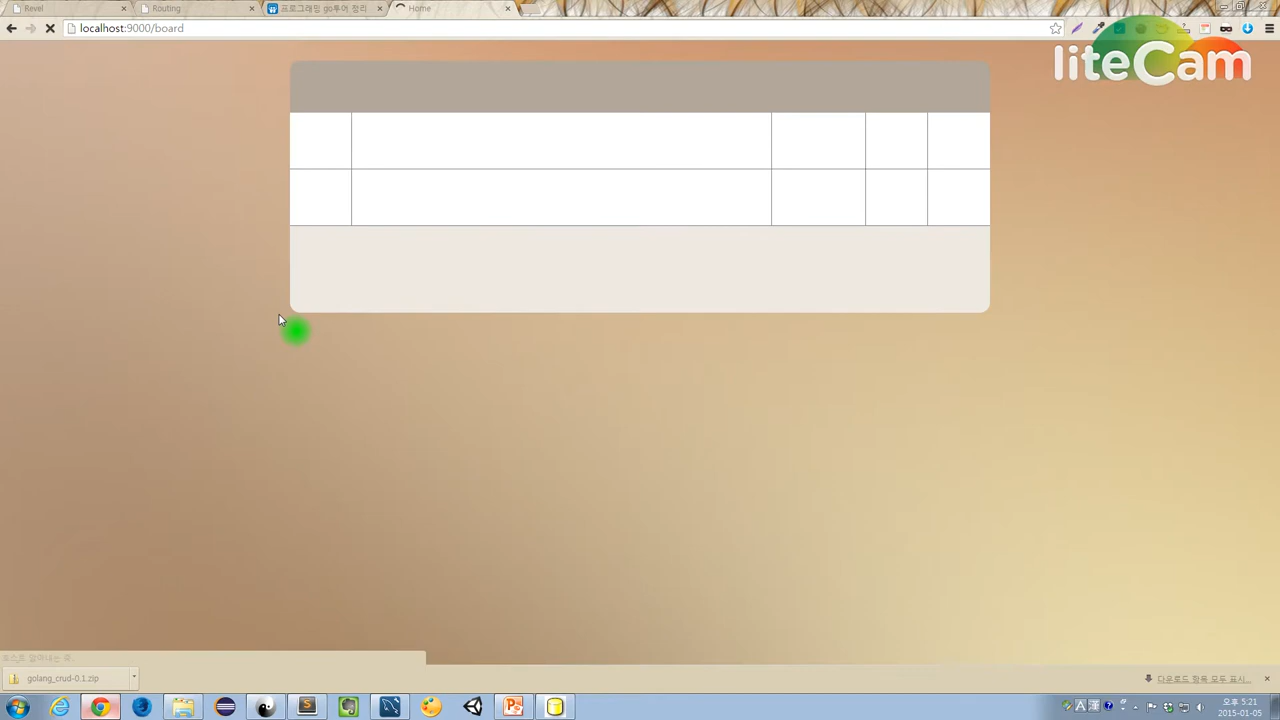 Revel
Routing
프로그래밍 go투어 정리
Home
localhost:9000/board
liteCam
golang_crud-0.1.zip
다운로드 항목 모두 표시...
오후 5:21
2015-01-05